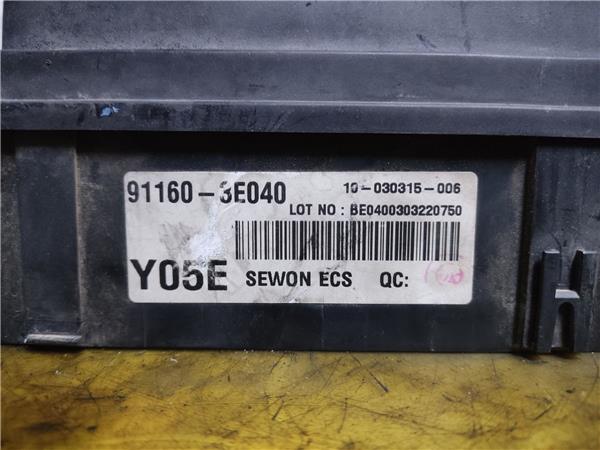 91160-3E040
10-030315-006
LOT NO : BE0400303220750
Y05E SEWON ECS QC: